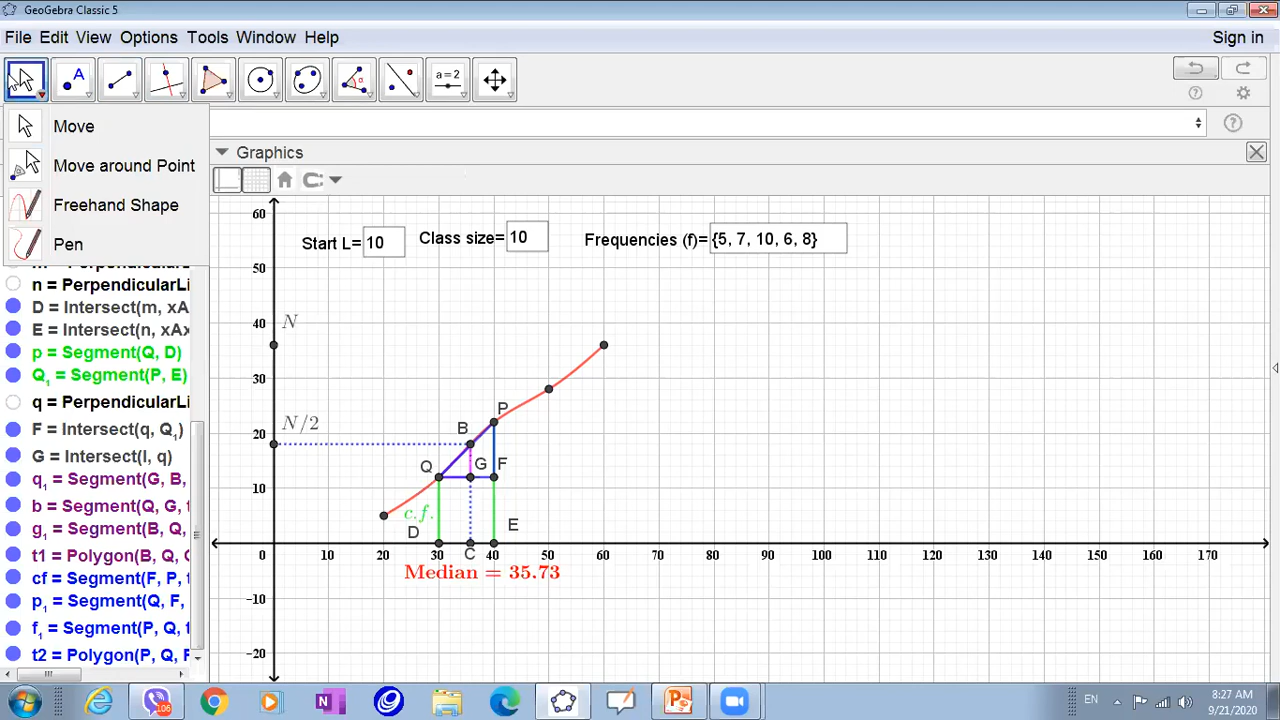 GeoGebra Classic 5
File Edit View Options Tools Window Help
Sign in
A
a=2
Move
Move around Point
Freehand Shape
Pen
Graphics
Start L= 10
Class size= 10
Frequencies (f)= {5, 7, 10, 6, 8}
n = PerpendicularLi
D = Intersect(m, xA
E = Intersect(n, xAx
p = Segment(Q, D)
Q₁ = Segment(P, E)
q = PerpendicularLi
F = Intersect(q, Q₁)
G = Intersect(l, q)
q₁ = Segment(G, B,
b = Segment(Q, G, t
g₁ = Segment(B, Q,
t1 = Polygon(B, Q, G
cf = Segment(F, P, t
p₁ = Segment(Q, F,
f₁ = Segment(P, Q, t
t2 = Polygon(P, Q, F
60
50
40
30
20
10
−10
−20
N
N/2
B
P
Q
G
F
c.f.
D
E
C
0 10 20 30 40 50 60 70 80 90 100 110 120 130 140 150 160 170
Median = 35.73
106
EN
8:27 AM
9/21/2020